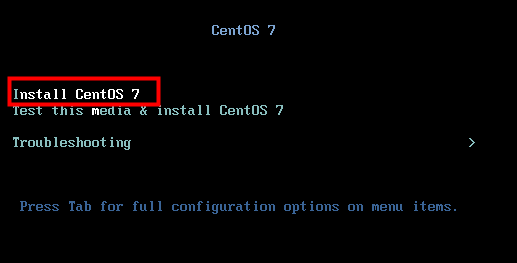 CentOS 7
Install CentOS 7
Test this media & install CentOS 7
Troubleshooting >
Press Tab for full configuration options on menu items.